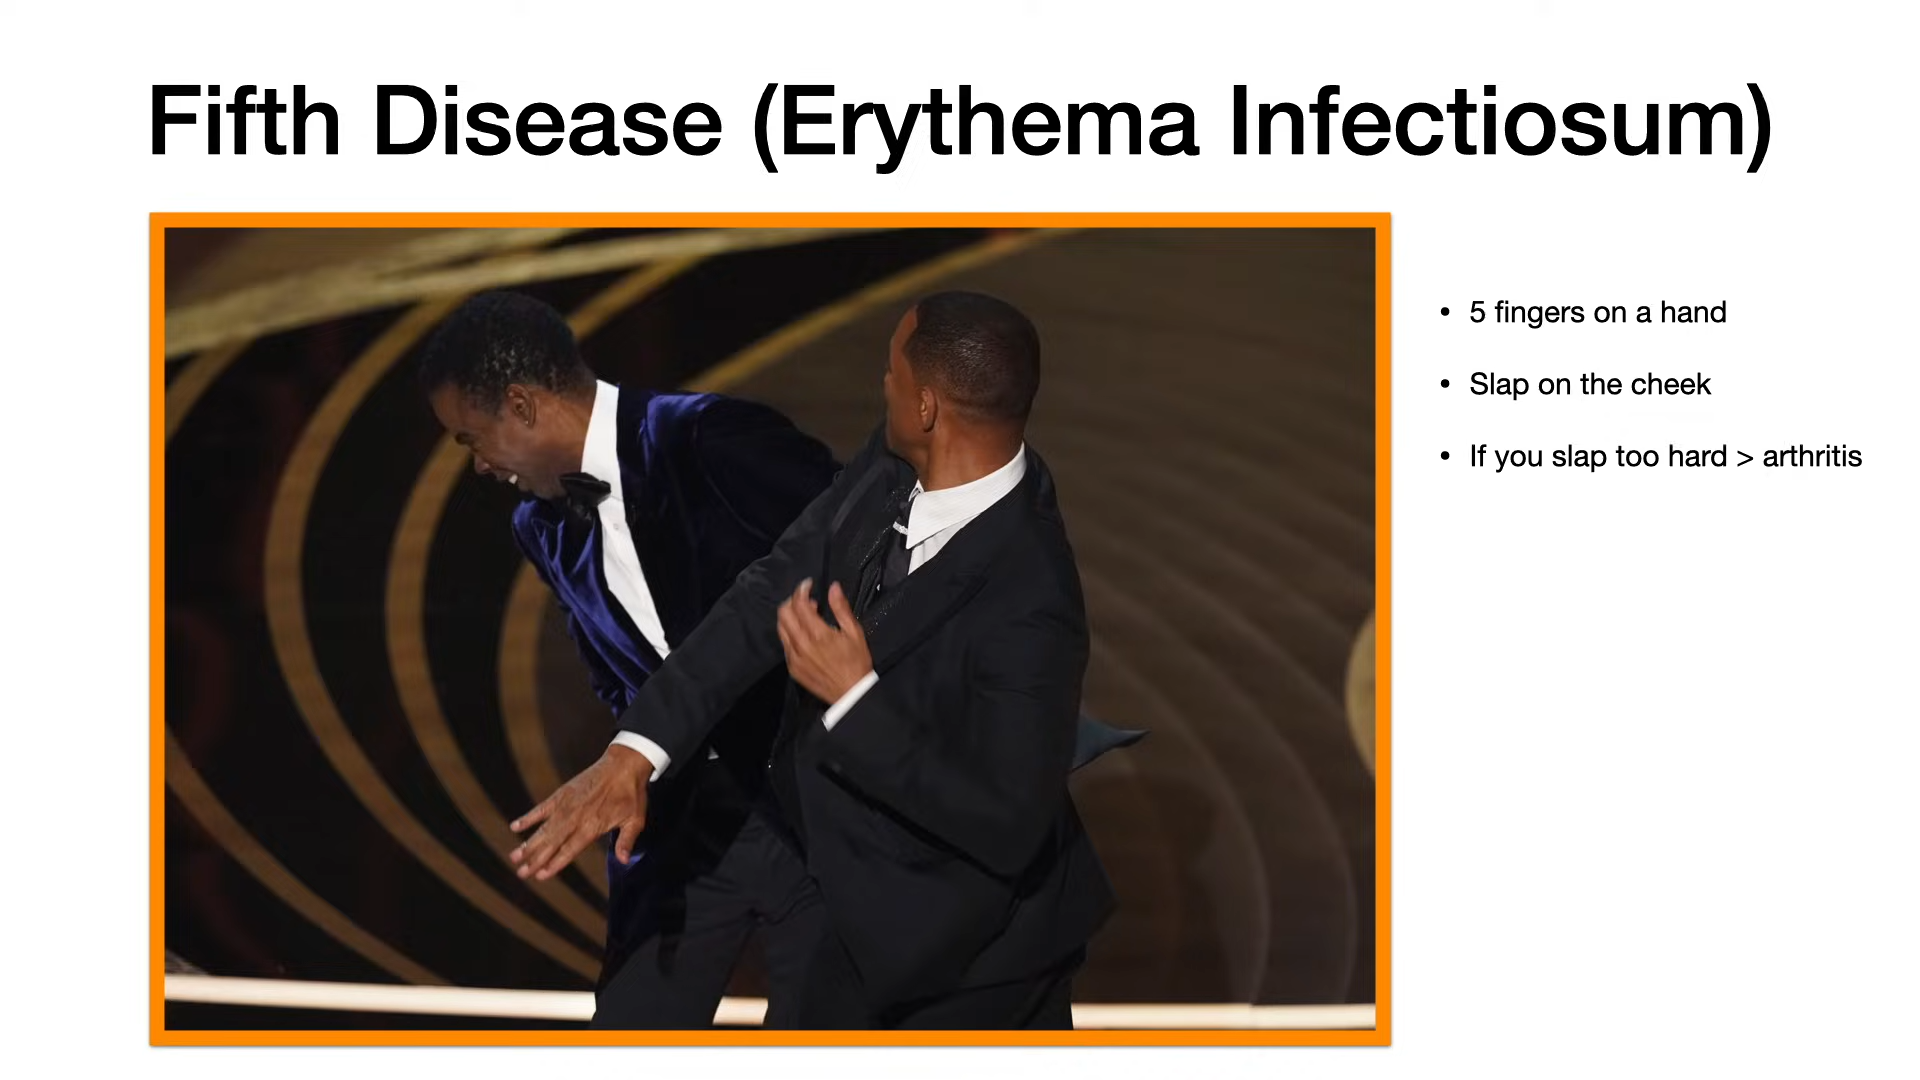 Fifth Disease (Erythema Infectiosum)
• 5 fingers on a hand
• Slap on the cheek
• If you slap too hard > arthritis